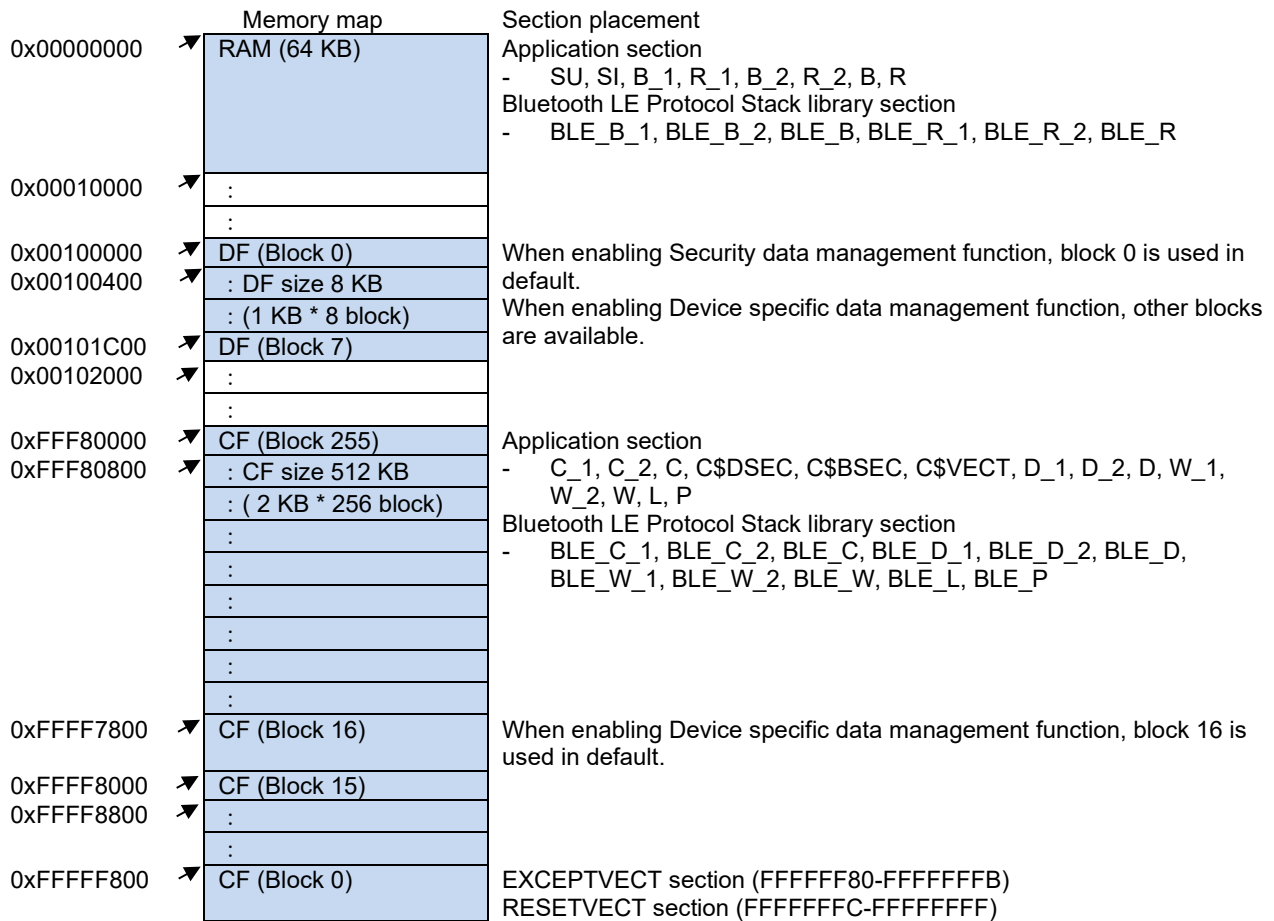 Memory map Section placement
0x00000000 RAM (64 KB) Application section
- SU, SI, B_1, R_1, B_2, R_2, B, R
Bluetooth LE Protocol Stack library section
- BLE_B_1, BLE_B_2, BLE_B, BLE_R_1, BLE_R_2, BLE_R
0x00010000 :
:
0x00100000 DF (Block 0) When enabling Security data management function, block 0 is used in
0x00100400 : DF size 8 KB default.
: (1 KB * 8 block) When enabling Device specific data management function, other blocks
0x00101C00 DF (Block 7) are available.
0x00102000 :
:
0xFFF80000 CF (Block 255) Application section
0xFFF80800 : CF size 512 KB - C_1, C_2, C, C$DSEC, C$BSEC, C$VECT, D_1, D_2, D, W_1,
: ( 2 KB * 256 block) W_2, W, L, P
: Bluetooth LE Protocol Stack library section
: - BLE_C_1, BLE_C_2, BLE_C, BLE_D_1, BLE_D_2, BLE_D,
: BLE_W_1, BLE_W_2, BLE_W, BLE_L, BLE_P
:
:
:
0xFFFF7800 CF (Block 16) When enabling Device specific data management function, block 16 is
used in default.
0xFFFF8000 CF (Block 15)
0xFFFF8800 :
:
0xFFFFF800 CF (Block 0) EXCEPTVECT section (FFFFFF80-FFFFFFFB)
RESETVECT section (FFFFFFFC-FFFFFFFF)